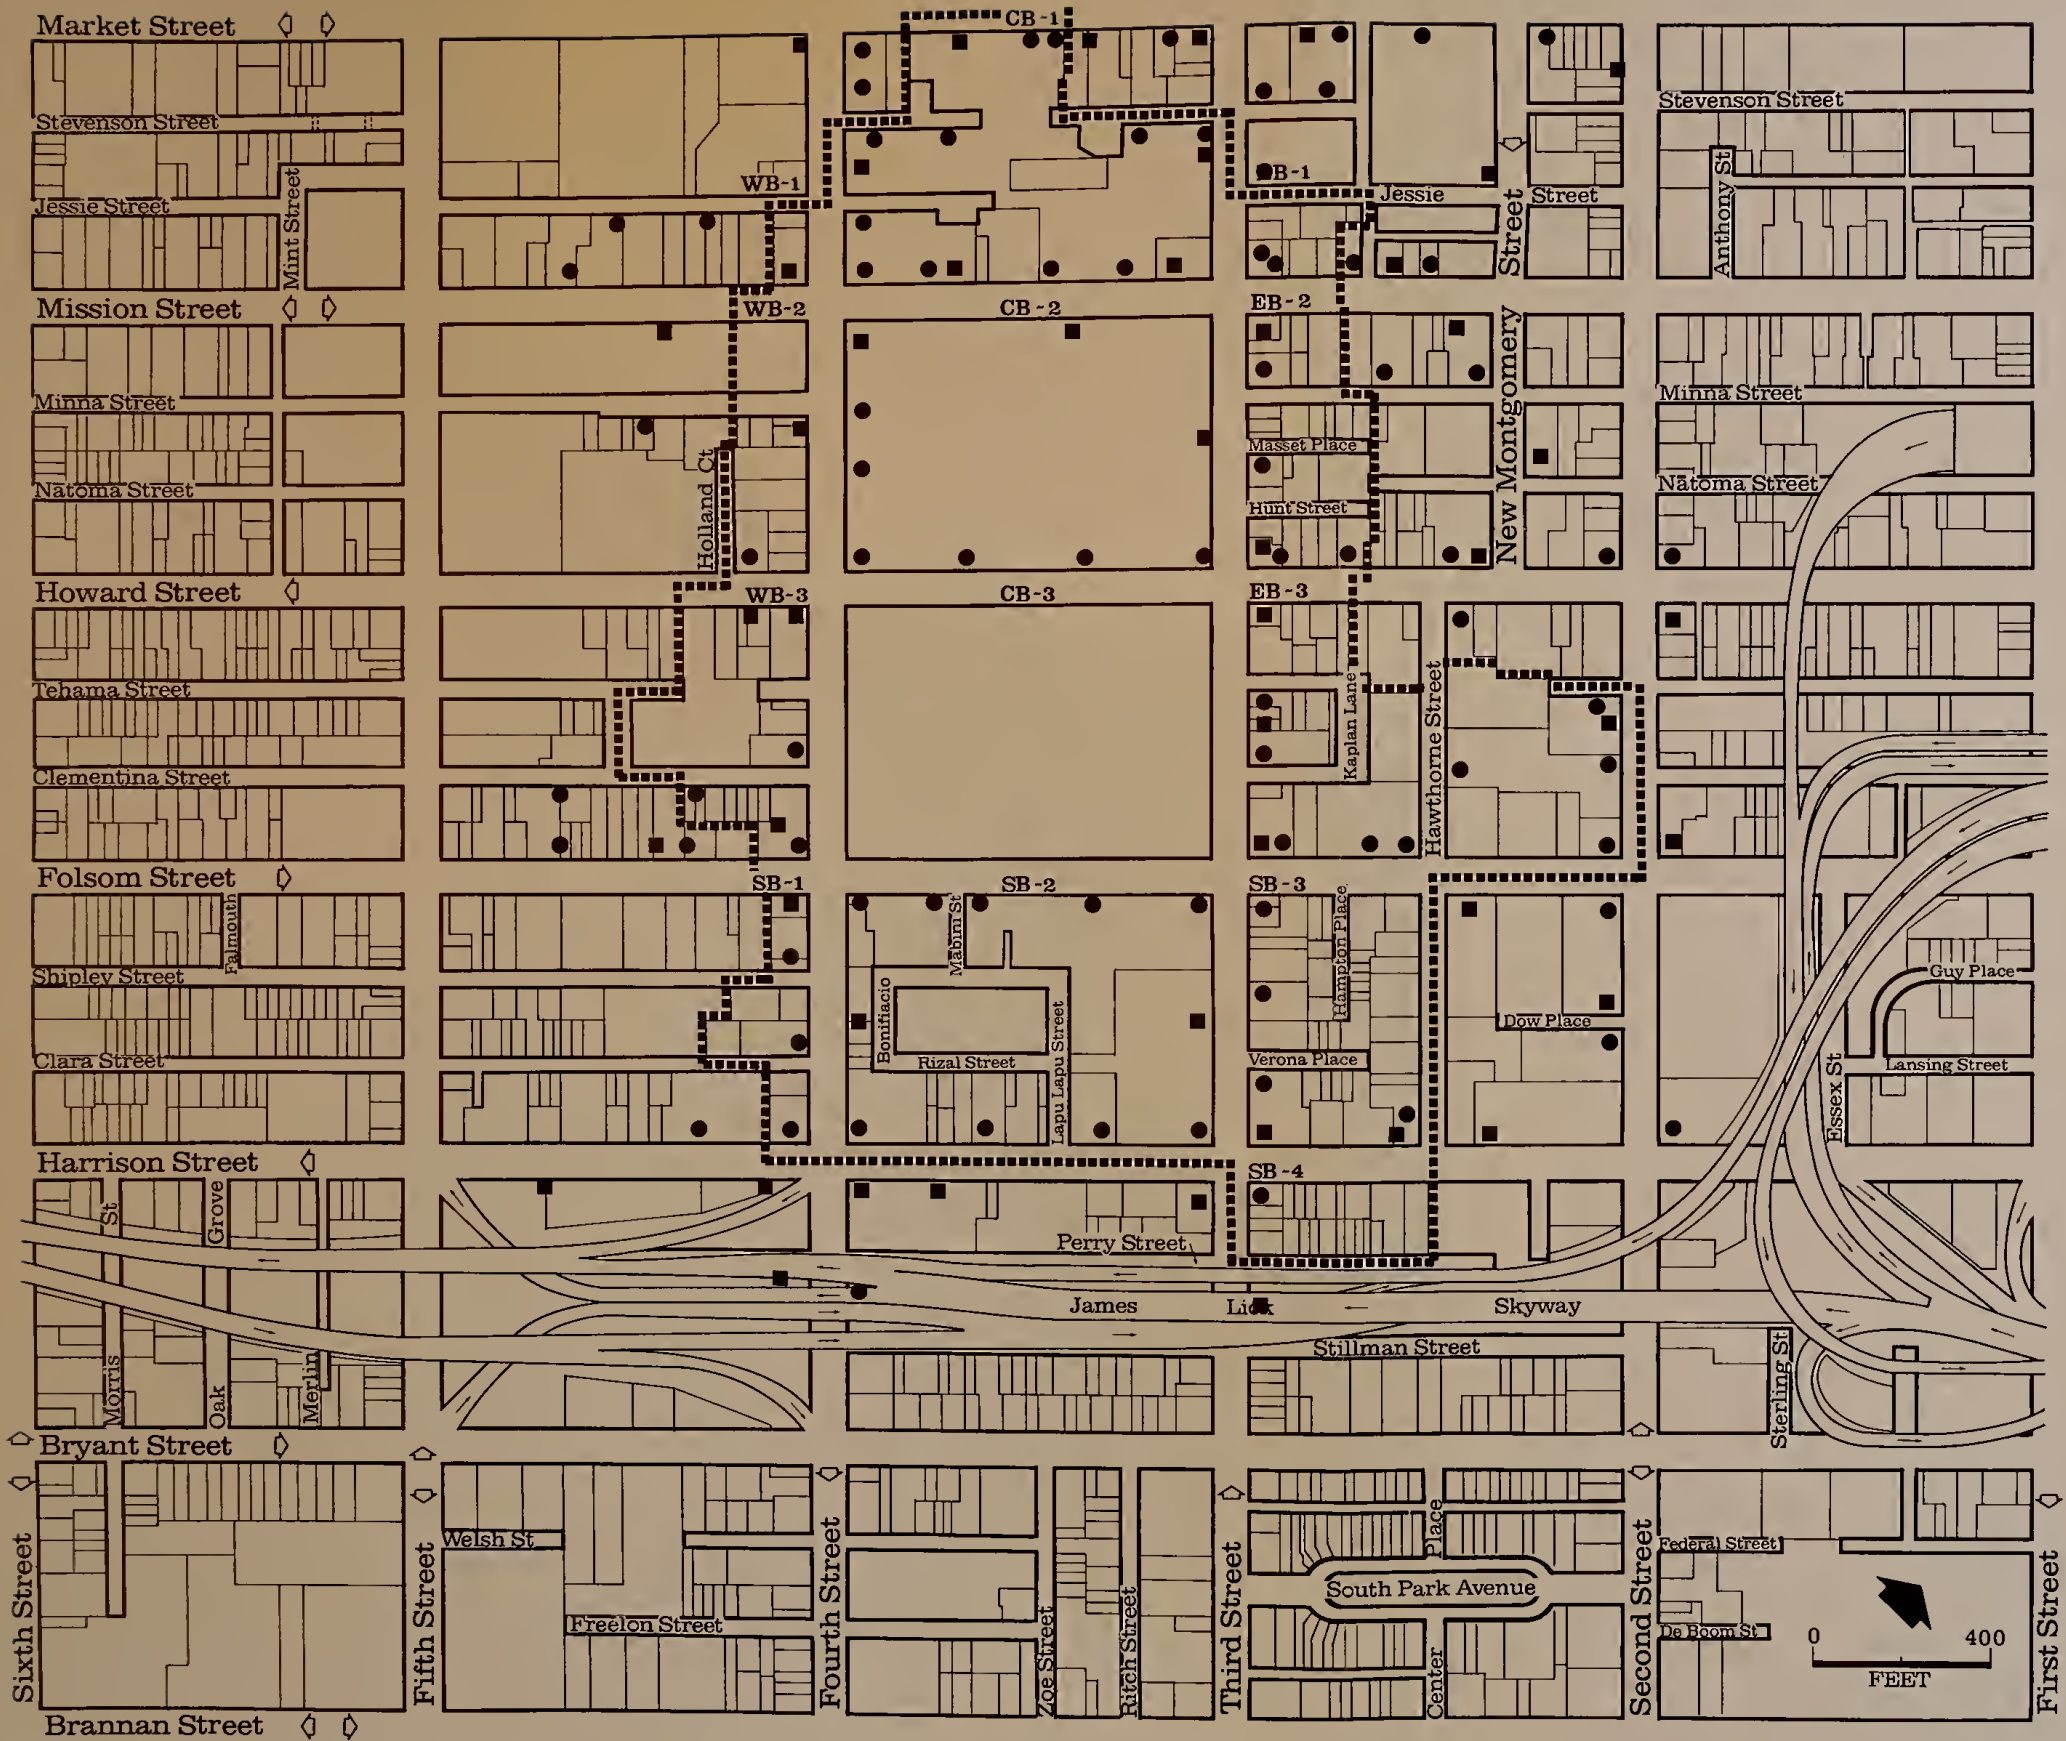 Market Street
CB-1
Stevenson Street
Stevenson Street
WB-1
EB-1
Jessie Street
Mint Street
Jessie
Street
Street
Anthony St
Mission Street
WB-2
CB-2
EB-2
New Montgomery
Minna Street
Minna Street
Masset Place
Holland Ct
Natoma Street
Natoma Street
Hunt Street
Howard Street
WB-3
CB-3
EB-3
Tehama Street
Kaplan Lane
Hawthorne Street
Clementina Street
Folsom Street
SB-1
SB-2
SB-3
Falmouth
Mabini St
Hampton Place
Shipley Street
Guy Place
Bonifiacio
Lapu Lapu Street
Dow Place
Clara Street
Rizal Street
Verona Place
Essex St
Lansing Street
Harrison Street
SB-4
St
Grove
Perry Street
James
Lick
Skyway
Stillman Street
Morris
Oak
Merlin
Sterling St
Bryant Street
Welsh St
Place
Federal Street
South Park Avenue
Freelon Street
De Boom St
0
400
FEET
Sixth Street
Fifth Street
Fourth Street
Zoe Street
Ritch Street
Third Street
Center
Second Street
First Street
Brannan Street